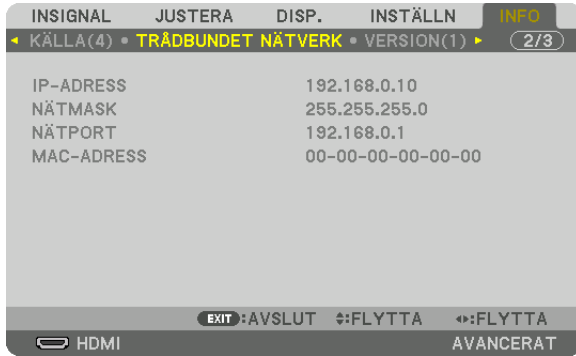 INSIGNAL JUSTERA DISP. INSTÄLLN INFO
◄ KÄLLA(4) • TRÅDBUNDET NÄTVERK • VERSION(1) ► 2/3
IP-ADRESS 192.168.0.10
NÄTMASK 255.255.255.0
NÄTPORT 192.168.0.1
MAC-ADRESS 00-00-00-00-00-00
EXIT :AVSLUT :FLYTTA :FLYTTA
HDMI AVANCERAT